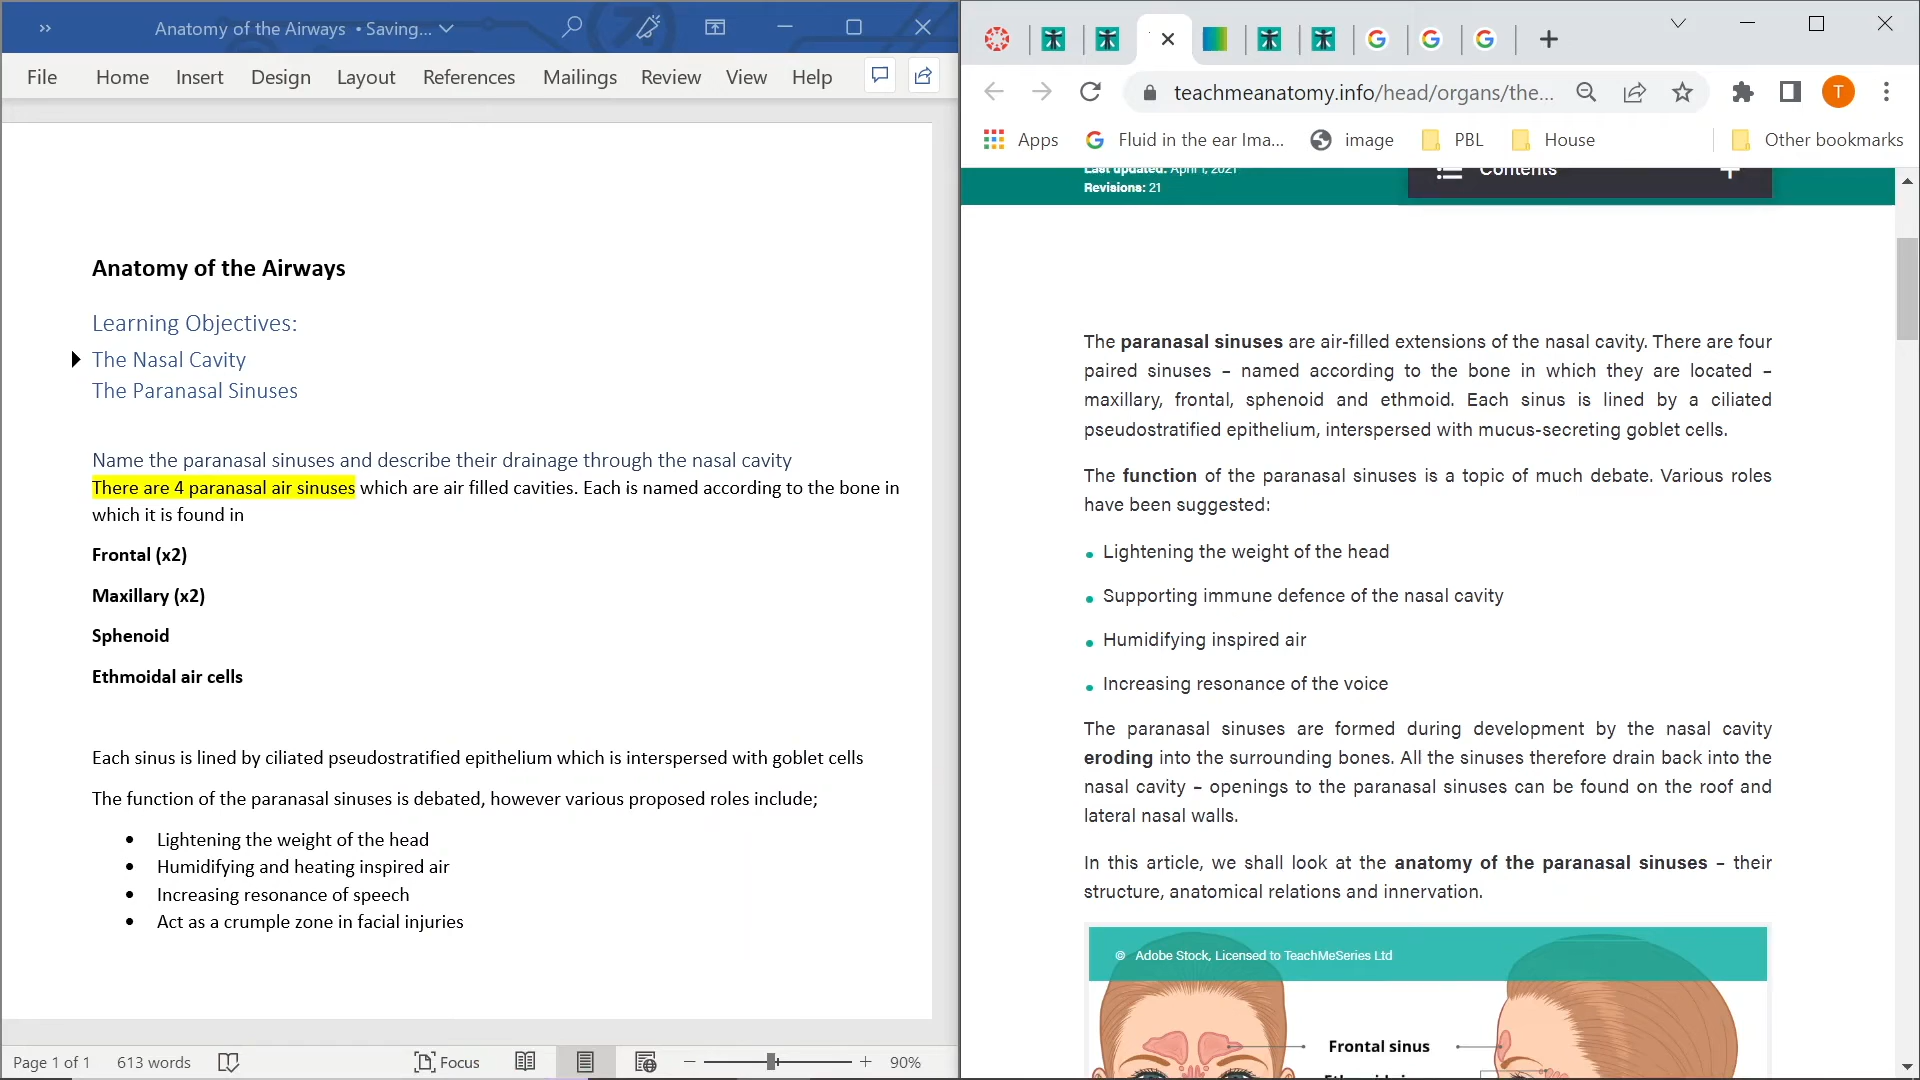 Anatomy of the Airways • Saving...
File Home Insert Design Layout References Mailings Review View Help
Anatomy of the Airways
Learning Objectives:
The Nasal Cavity
The Paranasal Sinuses
Name the paranasal sinuses and describe their drainage through the nasal cavity
There are 4 paranasal air sinuses which are air filled cavities. Each is named according to the bone in
which it is found in
Frontal (x2)
Maxillary (x2)
Sphenoid
Ethmoidal air cells
Each sinus is lined by ciliated pseudostratified epithelium which is interspersed with goblet cells
The function of the paranasal sinuses is debated, however various proposed roles include;
• Lightening the weight of the head
• Humidifying and heating inspired air
• Increasing resonance of speech
• Act as a crumple zone in facial injuries
Page 1 of 1 613 words Focus 90%
teachmeanatomy.info/head/organs/the... T
Apps Fluid in the ear Ima... image PBL House Other bookmarks
Last updated: April 1, 2021
Revisions: 21
Contents +
The paranasal sinuses are air-filled extensions of the nasal cavity. There are four
paired sinuses – named according to the bone in which they are located –
maxillary, frontal, sphenoid and ethmoid. Each sinus is lined by a ciliated
pseudostratified epithelium, interspersed with mucus-secreting goblet cells.
The function of the paranasal sinuses is a topic of much debate. Various roles
have been suggested:
• Lightening the weight of the head
• Supporting immune defence of the nasal cavity
• Humidifying inspired air
• Increasing resonance of the voice
The paranasal sinuses are formed during development by the nasal cavity
eroding into the surrounding bones. All the sinuses therefore drain back into the
nasal cavity – openings to the paranasal sinuses can be found on the roof and
lateral nasal walls.
In this article, we shall look at the anatomy of the paranasal sinuses – their
structure, anatomical relations and innervation.
© Adobe Stock, Licensed to TeachMeSeries Ltd
Frontal sinus